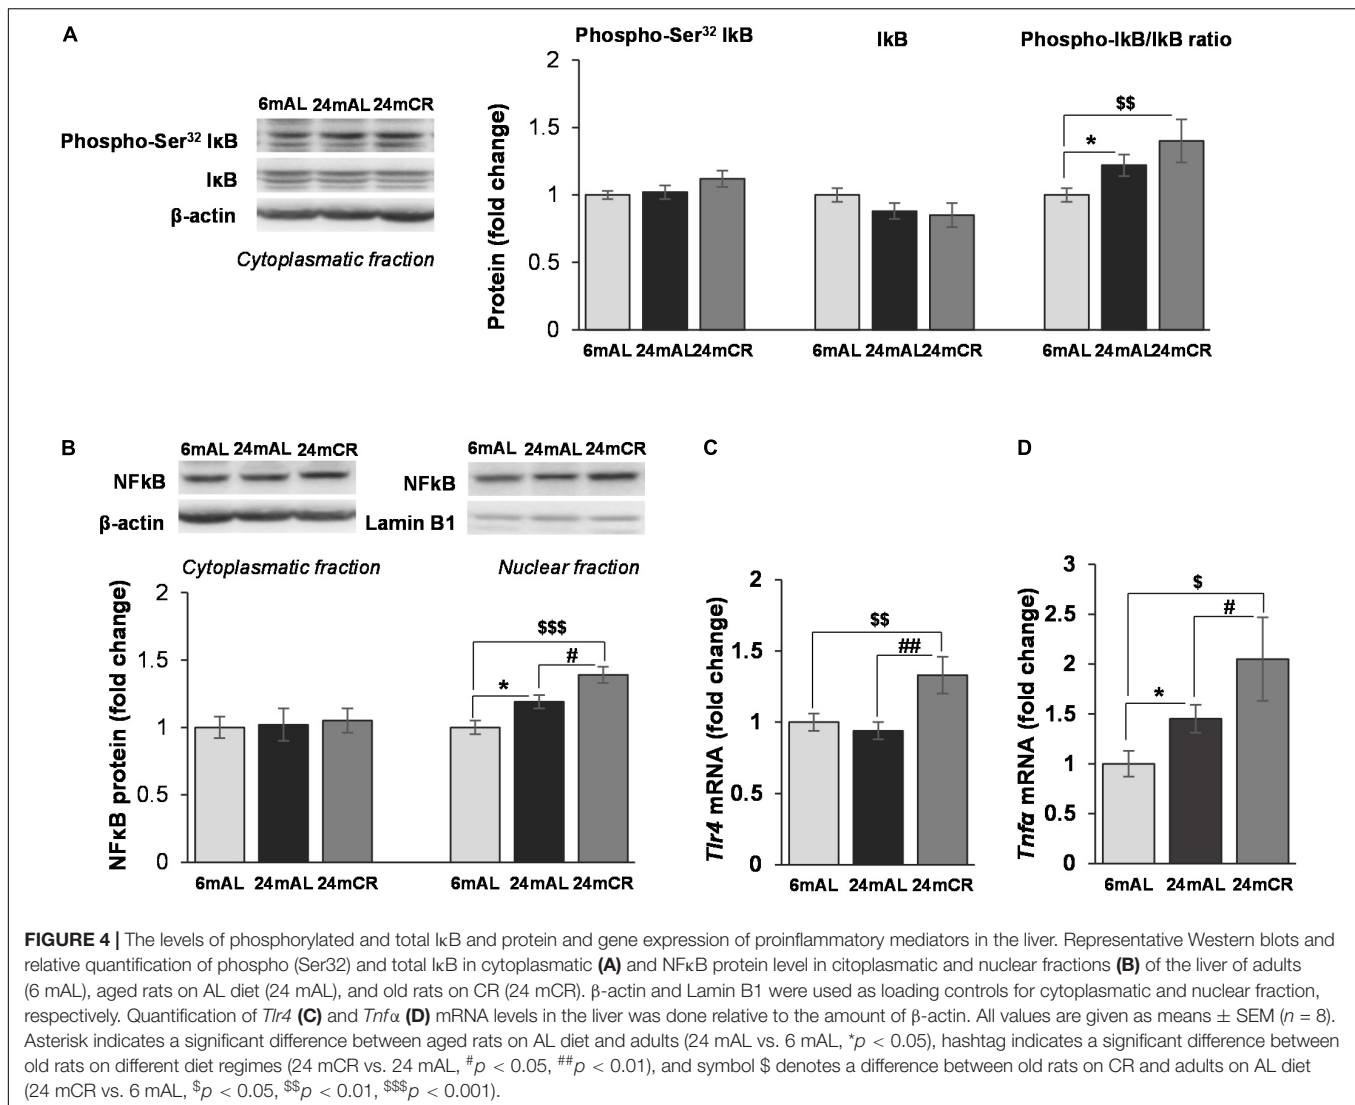 A
Phospho-Ser³² IkB
IkB
Phospho-IkB/IkB ratio
6mAL 24mAL 24mCR
Phospho-Ser³² IκB
IκB
β-actin
Cytoplasmatic fraction
Protein (fold change)
2
1.5
1
0.5
0
$$
*
6mAL 24mAL 24mCR
6mAL 24mAL 24mCR
6mAL 24mAL 24mCR
B
6mAL 24mAL 24mCR
NFkB
β-actin
Cytoplasmatic fraction
6mAL 24mAL 24mCR
NFkB
Lamin B1
Nuclear fraction
NFκB protein (fold change)
2
1.5
1
0.5
0
$$$
#
*
6mAL 24mAL 24mCR
6mAL 24mAL 24mCR
C
Tlr4 mRNA (fold change)
2
1.5
1
0.5
0
$$
##
6mAL 24mAL 24mCR
D
Tnfα mRNA (fold change)
3
2.5
2
1.5
1
0.5
0
$
#
*
6mAL 24mAL 24mCR
FIGURE 4 | The levels of phosphorylated and total IκB and protein and gene expression of proinflammatory mediators in the liver. Representative Western blots and
relative quantification of phospho (Ser32) and total IκB in cytoplasmatic (A) and NFκB protein level in citoplasmatic and nuclear fractions (B) of the liver of adults
(6 mAL), aged rats on AL diet (24 mAL), and old rats on CR (24 mCR). β-actin and Lamin B1 were used as loading controls for cytoplasmatic and nuclear fraction,
respectively. Quantification of Tlr4 (C) and Tnfα (D) mRNA levels in the liver was done relative to the amount of β-actin. All values are given as means ± SEM (n = 8).
Asterisk indicates a significant difference between aged rats on AL diet and adults (24 mAL vs. 6 mAL, *p < 0.05), hashtag indicates a significant difference between
old rats on different diet regimes (24 mCR vs. 24 mAL, #p < 0.05, ##p < 0.01), and symbol $ denotes a difference between old rats on CR and adults on AL diet
(24 mCR vs. 6 mAL, $p < 0.05, $$p < 0.01, $$$p < 0.001).